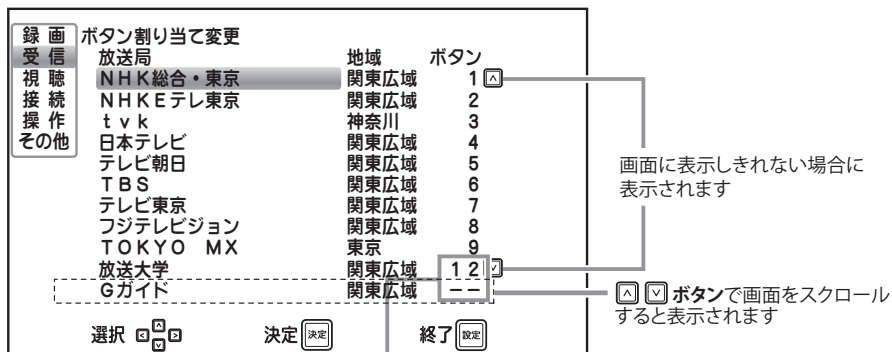 録 画
受 信
視 聴
接 続
操 作
その他
ボタン割り当て変更
放送局 地域 ボタン
ＮＨＫ総合・東京 関東広域 1
ＮＨＫＥテレ東京 関東広域 2
ｔｖｋ 神奈川 3
日本テレビ 関東広域 4
テレビ朝日 関東広域 5
ＴＢＳ 関東広域 6
テレビ東京 関東広域 7
フジテレビジョン 関東広域 8
ＴＯＫＹＯ　ＭＸ 東京 9
放送大学 関東広域 12
Ｇガイド 関東広域 −−
選択 決定 決定 終了 設定
画面に表示しきれない場合に
表示されます
ボタンで画面をスクロール
すると表示されます